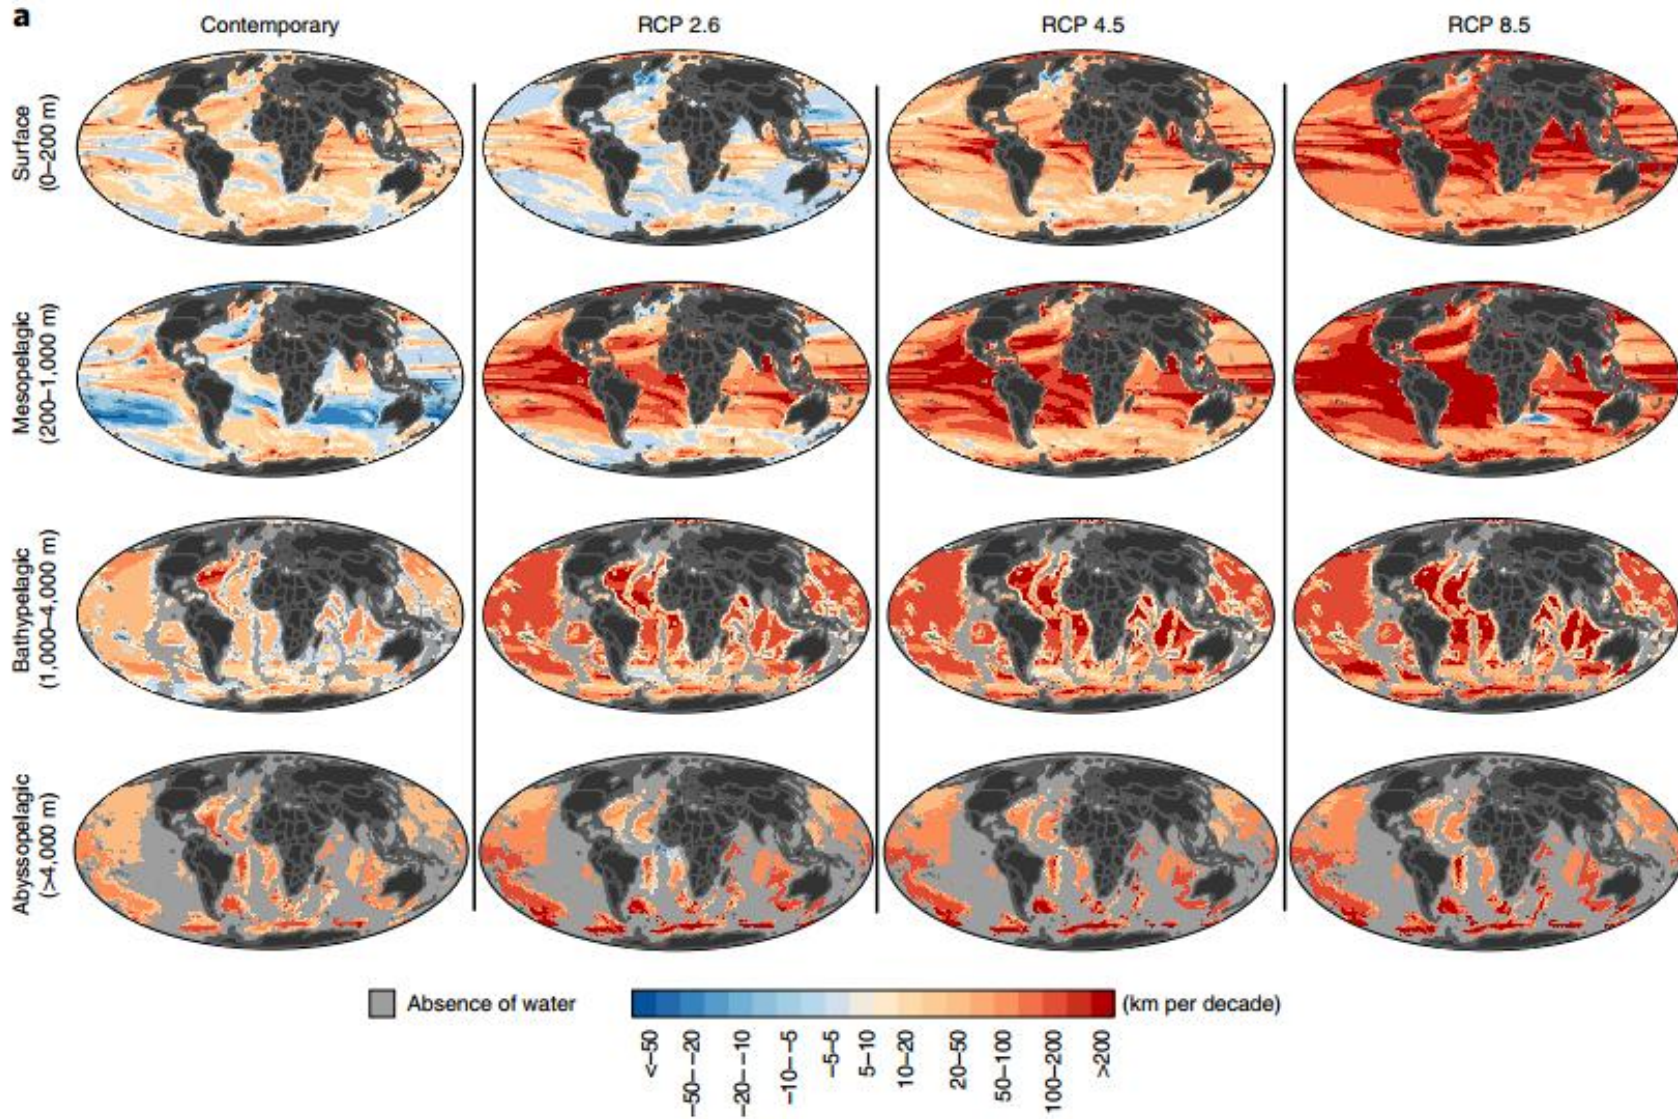 a
Contemporary
RCP 2.6
RCP 4.5
RCP 8.5
Surface
(0–200 m)
Mesopelagic
(200–1,000 m)
Bathypelagic
(1,000–4,000 m)
Abyssopelagic
(>4,000 m)
Absence of water
(km per decade)
<–50
–50––20
–20––10
–10––5
–5–5
5–10
10–20
20–50
50–100
100–200
>200